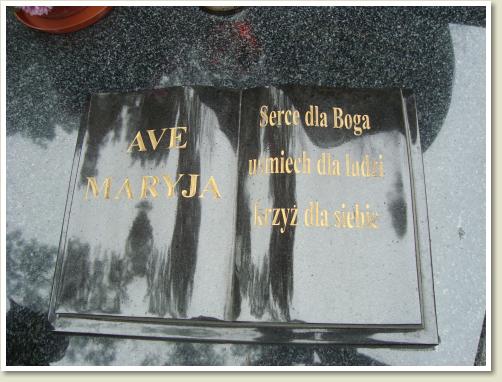 AVE
MARYJA
Serce dla Boga
uśmiech dla ludzi
krzyż dla siebie